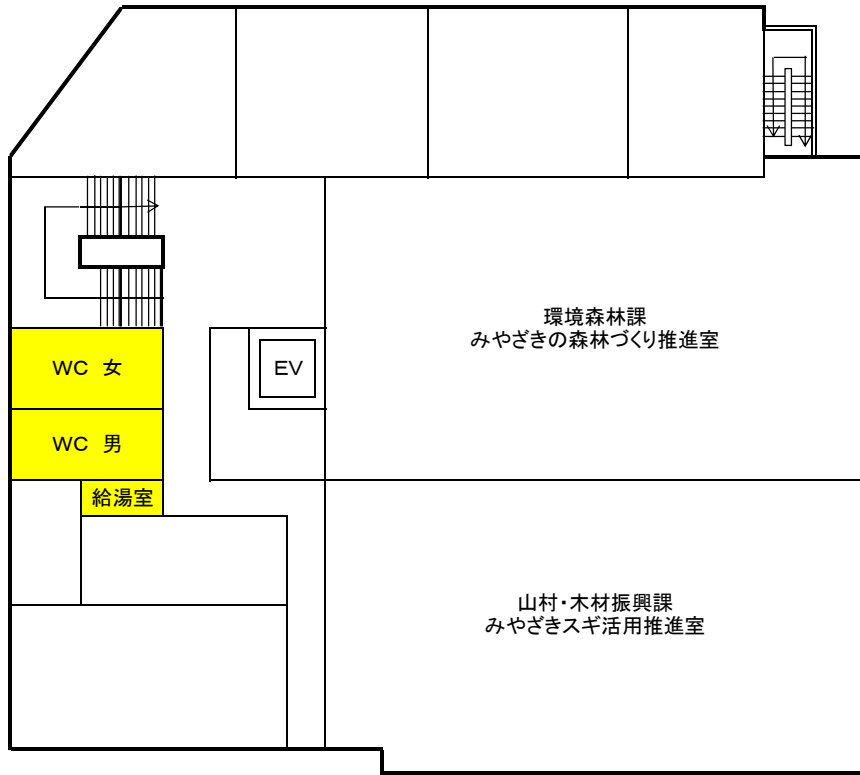 環境森林課
みやざきの森林づくり推進室
WC 女
EV
WC 男
給湯室
山村・木材振興課
みやざきスギ活用推進室